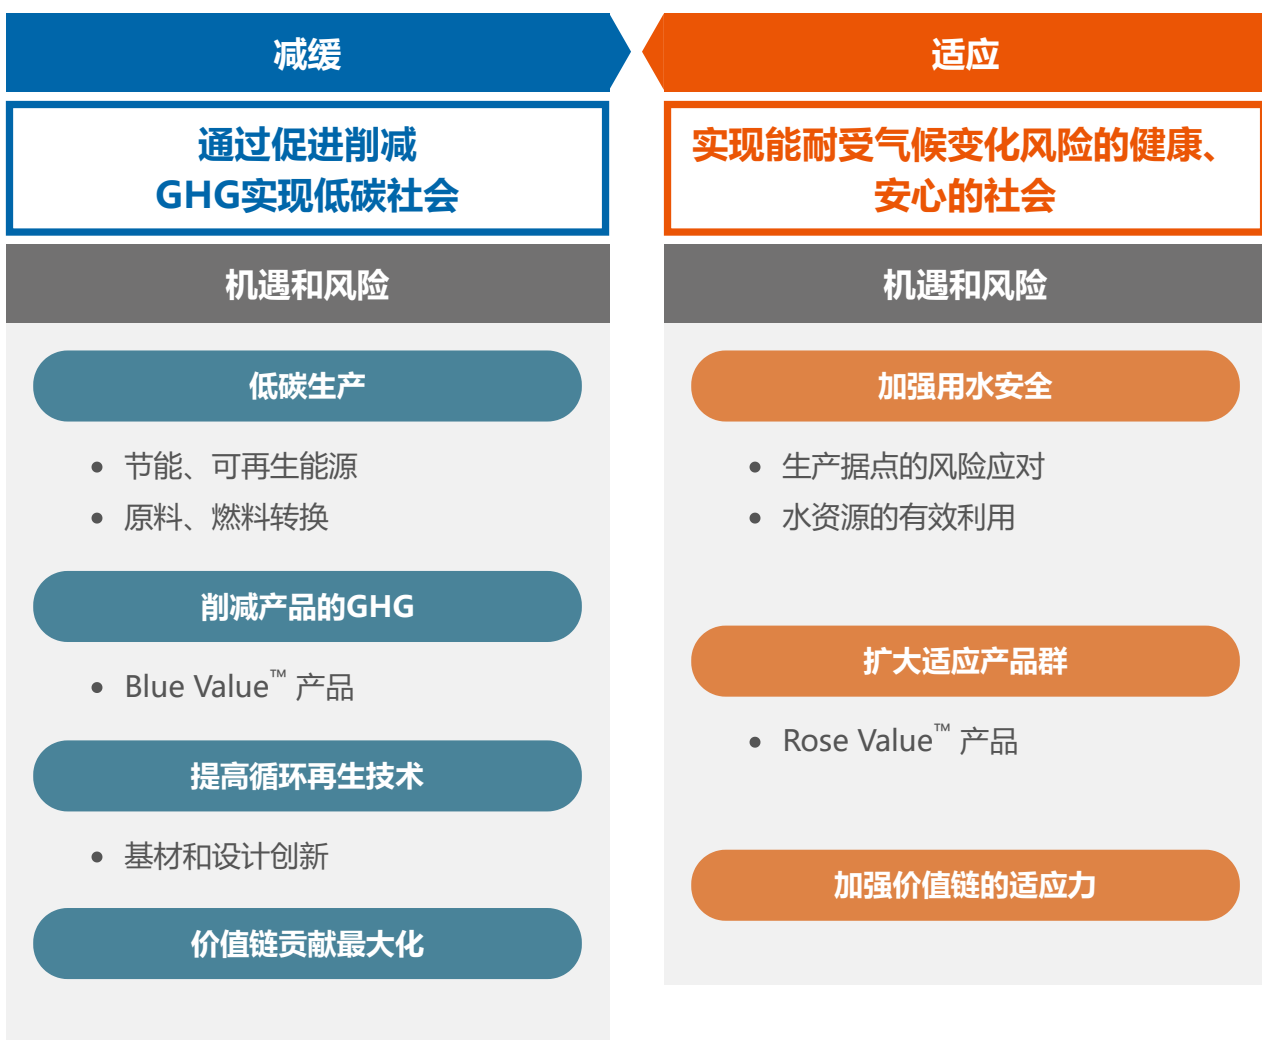 减缓
通过促进削减
GHG实现低碳社会
机遇和风险
低碳生产
• 节能、可再生能源
• 原料、燃料转换
削减产品的GHG
• Blue Value™ 产品
提高循环再生技术
• 基材和设计创新
价值链贡献最大化
适应
实现能耐受气候变化风险的健康、
安心的社会
机遇和风险
加强用水安全
• 生产据点的风险应对
• 水资源的有效利用
扩大适应产品群
• Rose Value™ 产品
加强价值链的适应力